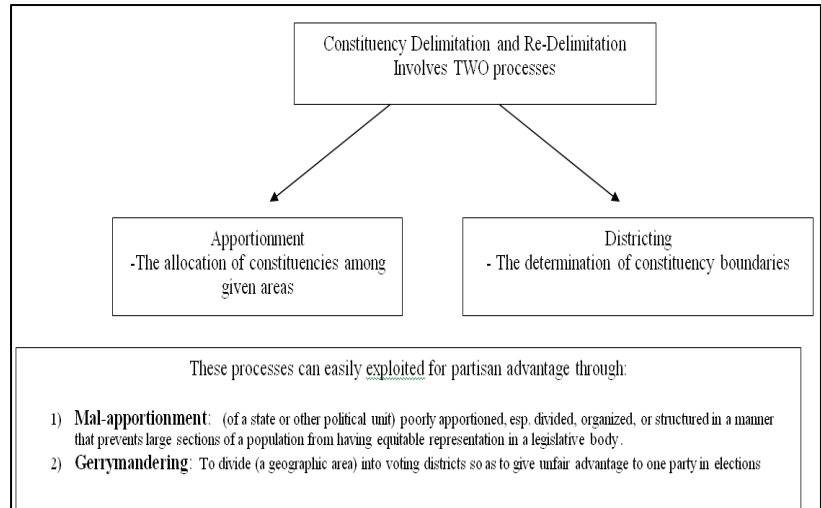 Constituency Delimitation and Re-Delimitation
Involves TWO processes
Apportionment
-The allocation of constituencies among
given areas
Districting
- The determination of constituency boundaries
These processes can easily exploited for partisan advantage through:
1) Mal-apportionment: (of a state or other political unit) poorly apportioned, esp. divided, organized, or structured in a manner
that prevents large sections of a population from having equitable representation in a legislative body.
2) Gerrymandering: To divide (a geographic area) into voting districts so as to give unfair advantage to one party in elections